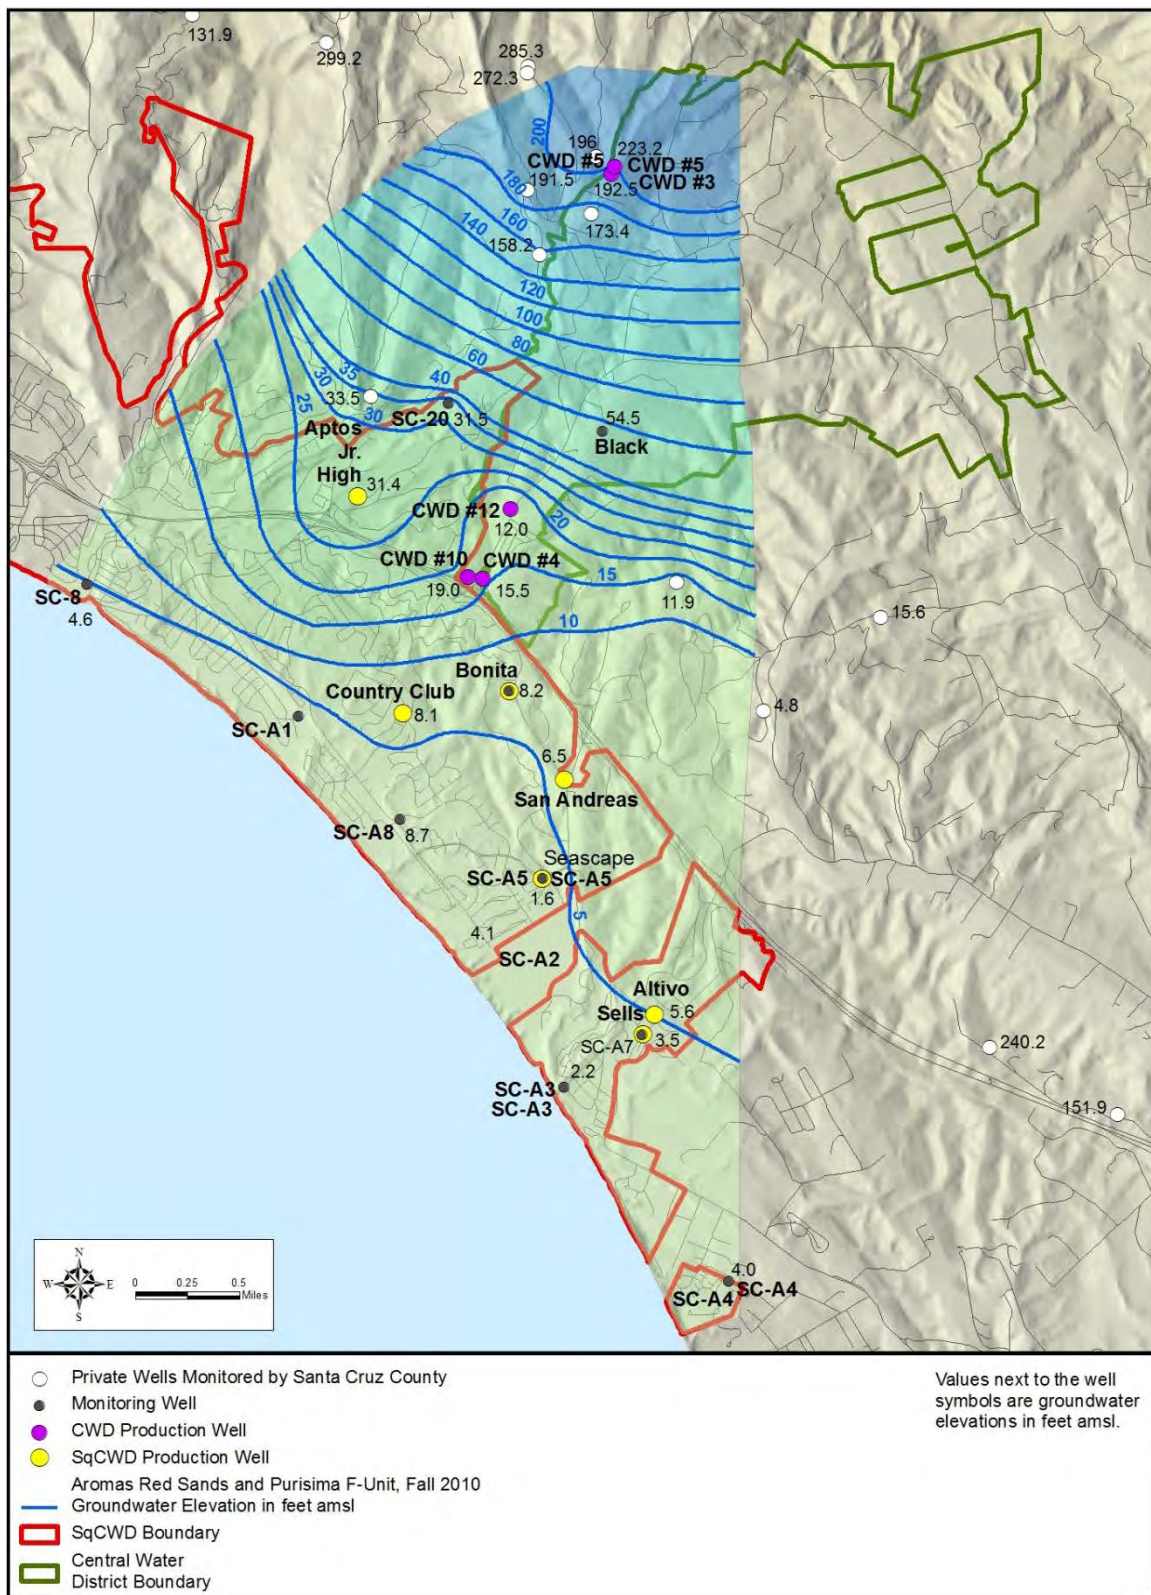 131.9
299.2
285.3
272.3
200
196
223.2
CWD #5
CWD #5
180
191.5
192.5
CWD #3
160
173.4
140
158.2
120
100
80
60
40
35
30
33.5
25
30
SC-20
31.5
54.5
Aptos
Jr.
High
Black
31.4
CWD #12
12.0
20
CWD #10
CWD #4
15
19.0
15.5
11.9
SC-8
4.6
10
15.6
Bonita
8.2
Country Club
8.1
4.8
SC-A1
6.5
San Andreas
SC-A8
8.7
Seascape
SC-A5
SC-A5
1.6
5
4.1
SC-A2
Altivo
5.6
Sells
SC-A7
3.5
240.2
2.2
SC-A3
SC-A3
151.9
4.0
SC-A4
SC-A4
N
W
E
S
0 0.25 0.5
Miles
Private Wells Monitored by Santa Cruz County
Monitoring Well
CWD Production Well
SqCWD Production Well
Aromas Red Sands and Purisima F-Unit, Fall 2010
Groundwater Elevation in feet amsl
SqCWD Boundary
Central Water
District Boundary
Values next to the well
symbols are groundwater
elevations in feet amsl.